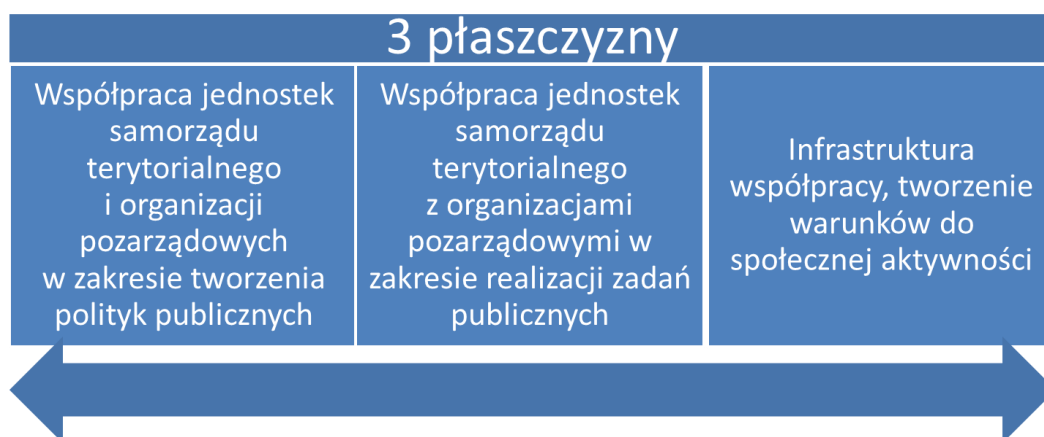 3 płaszczyzny
Współpraca jednostek
samorządu
terytorialnego
i organizacji
pozarządowych
w zakresie tworzenia
polityk publicznych
Współpraca jednostek
samorządu
terytorialnego
z organizacjami
pozarządowymi w
zakresie realizacji zadań
publicznych
Infrastruktura
współpracy, tworzenie
warunków do
społecznej aktywności